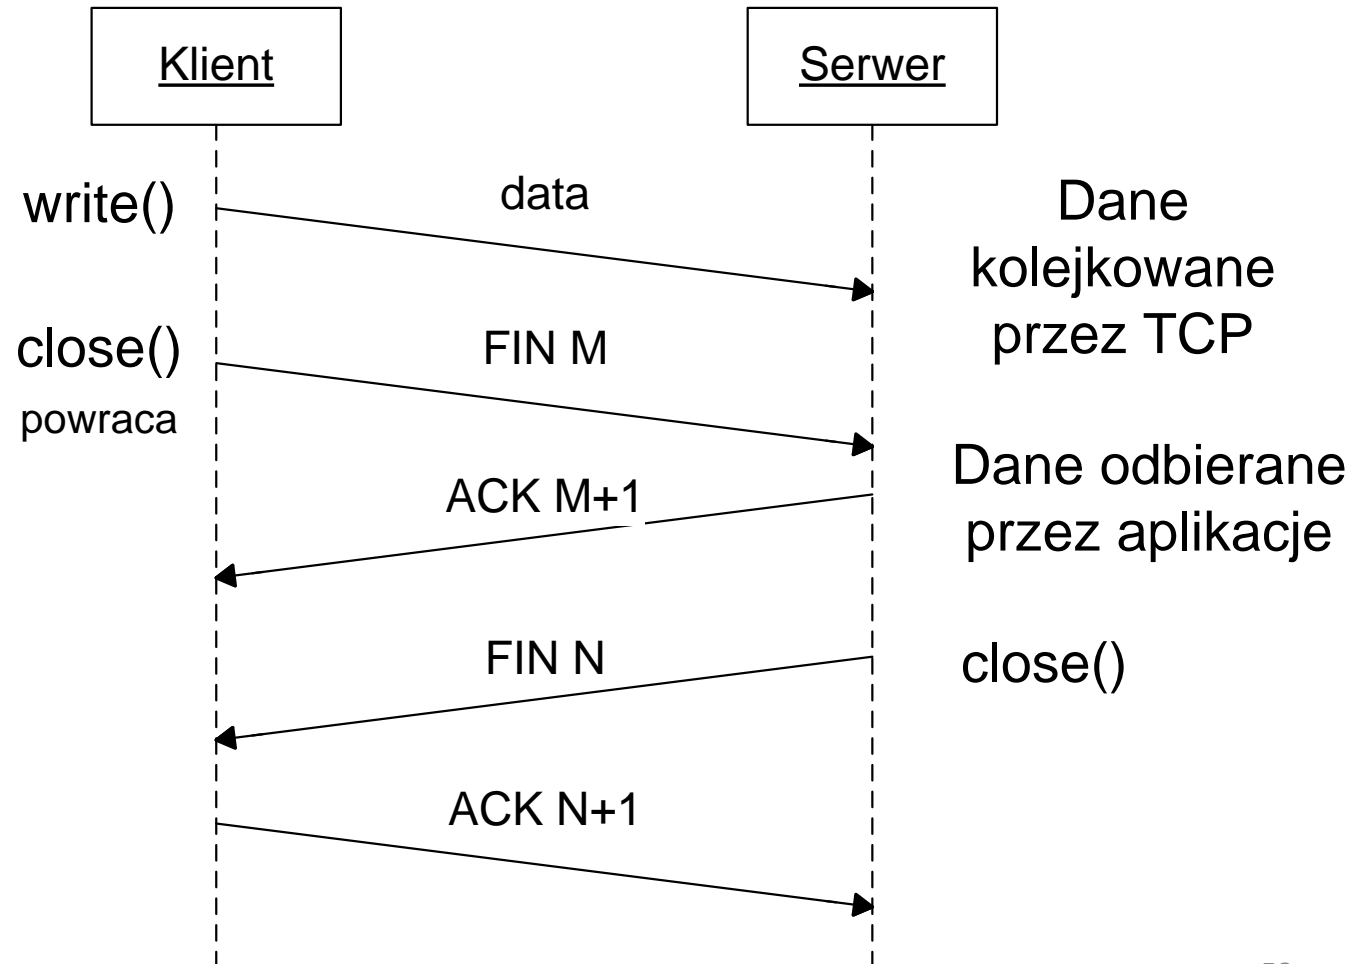 Klient
Serwer
write()
data
Dane
kolejkowane
przez TCP
close()
FIN M
powraca
Dane odbierane
przez aplikacje
ACK M+1
FIN N
close()
ACK N+1